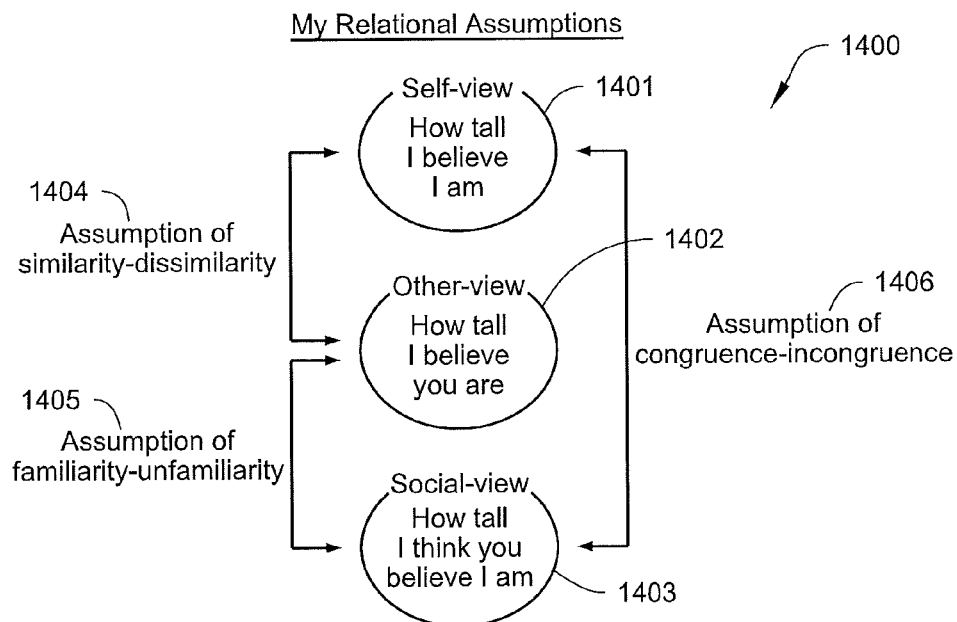 My Relational Assumptions
1400
Self-view
1401
How tall
I believe
I am
1404
Assumption of
similarity-dissimilarity
1402
Other-view
How tall
I believe
you are
1406
Assumption of
congruence-incongruence
1405
Assumption of
familiarity-unfamiliarity
Social-view
How tall
I think you
believe I am
1403